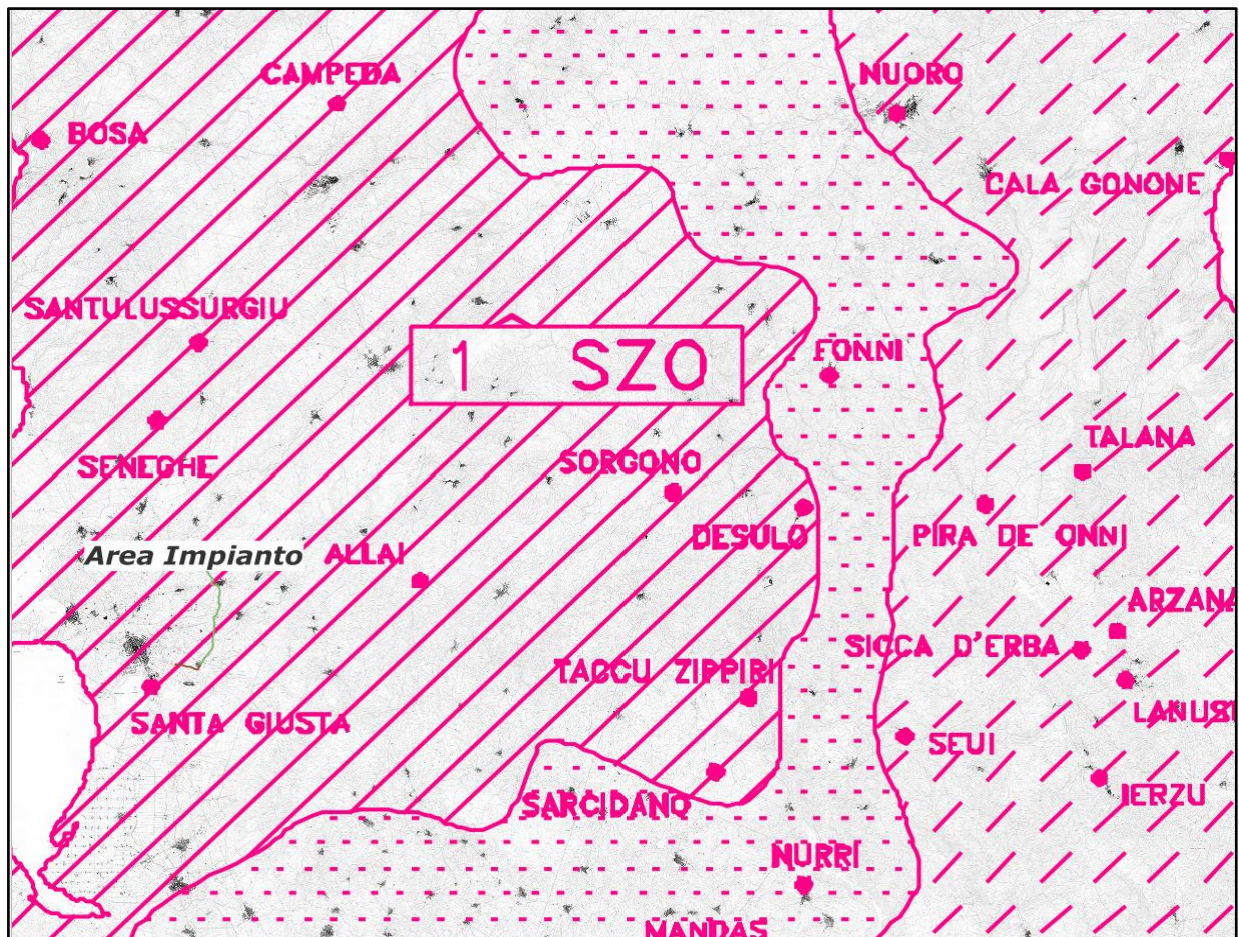 CAMPEDA
NUORO
BOSA
CALA GONONE
SANTULUSSURGIU
1 SZO
FONNI
TALANA
SENEGHE
SORGONO
DESULO
PIRA DE ONNI
Area Impianto
ALLAI
ARZANA
SICCA D'ERBA
TACCU ZIPPIRI
LANUSE
SANTA GIUSTA
SEUI
SARCIDANO
IERZU
NURRI
MANDAS